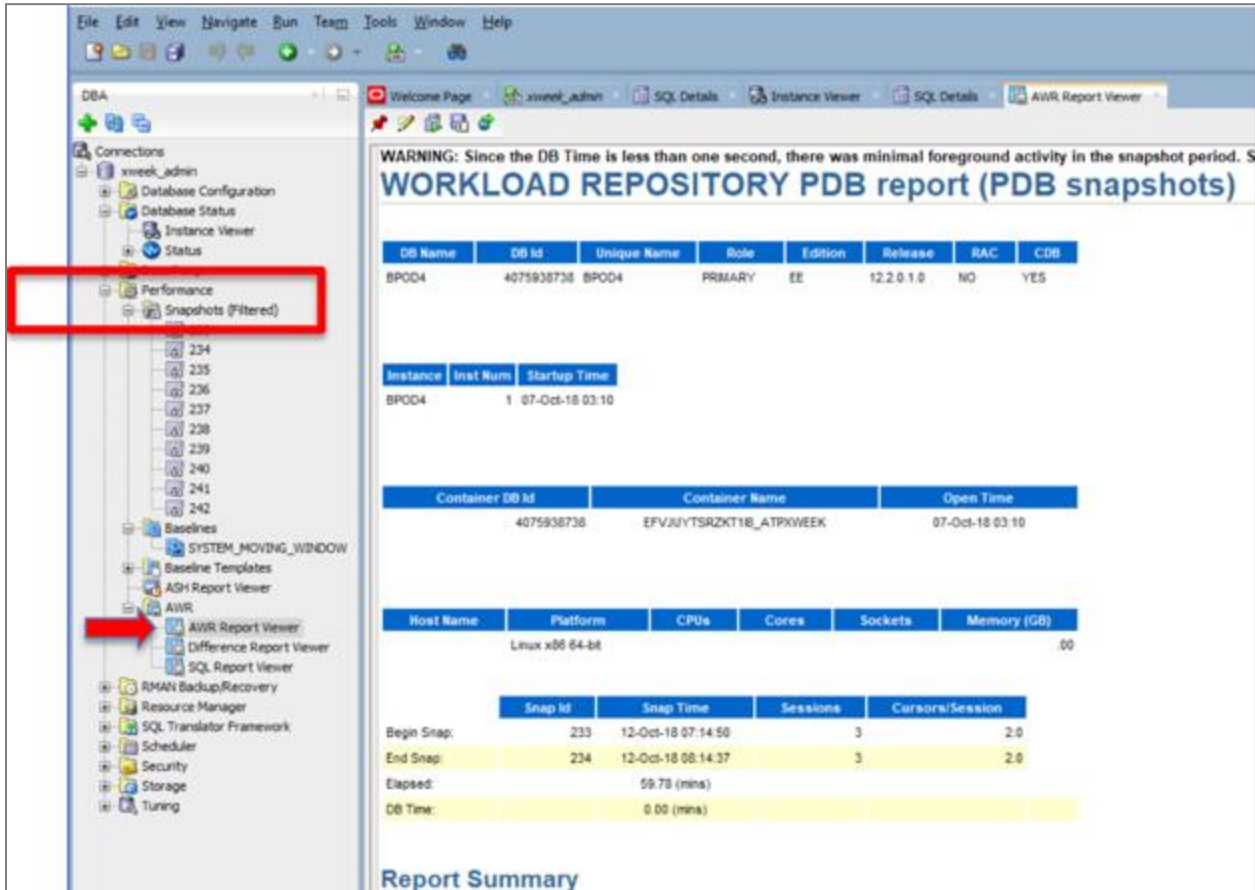 File Edit View Navigate Run Team Tools Window Help
DBA
Welcome Page xweek_admin SQL Details Instance Viewer SQL Details AWR Report Viewer
Connections
xweek_admin
Database Configuration
Database Status
Instance Viewer
Status
Performance
Snapshots (Filtered)
234
235
236
237
238
239
240
241
242
Baselines
SYSTEM_MOVING_WINDOW
Baseline Templates
ASH Report Viewer
AWR
AWR Report Viewer
Difference Report Viewer
SQL Report Viewer
RMAN Backup/Recovery
Resource Manager
SQL Translator Framework
Scheduler
Security
Storage
Tuning
WARNING: Since the DB Time is less than one second, there was minimal foreground activity in the snapshot period. S
WORKLOAD REPOSITORY PDB report (PDB snapshots)
DB Name DB Id Unique Name Role Edition Release RAC CDB
BPOD4 4075938738 BPOD4 PRIMARY EE 12.2.0.1.0 NO YES
Instance Inst Num Startup Time
BPOD4 1 07-Oct-18 03:10
Container DB Id Container Name Open Time
4075938738 07-Oct-18 03:10
Host Name Platform CPUs Cores Sockets Memory (GB)
Linux x86 64-bit .00
Snap Id Snap Time Sessions Cursors/Session
Begin Snap: 233 12-Oct-18 07:14:50 3 2.0
End Snap: 234 12-Oct-18 08:14:37 3 2.0
Elapsed: 59.78 (mins)
DB Time: 0.00 (mins)
Report Summary